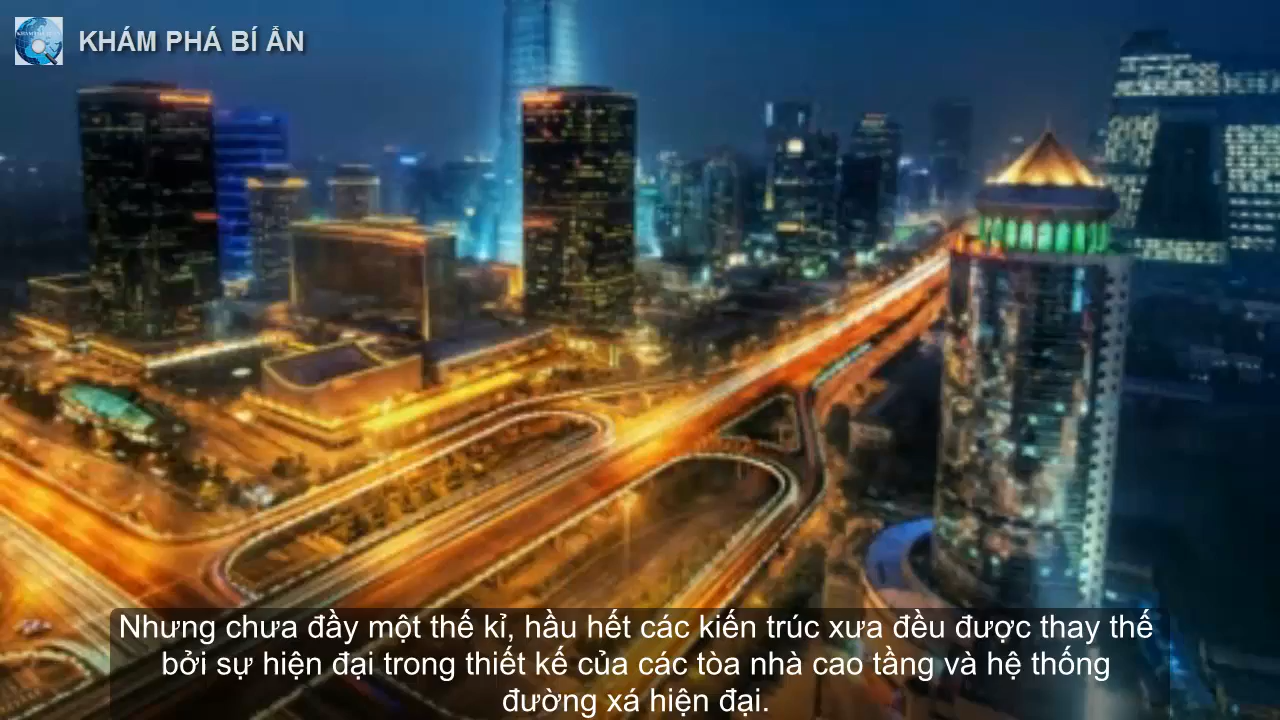 KHÁM PHÁ BÍ ẨN
Nhưng chưa đầy một thế kỉ, hầu hết các kiến trúc xưa đều được thay thế
bởi sự hiện đại trong thiết kế của các tòa nhà cao tầng và hệ thống
đường xá hiện đại.